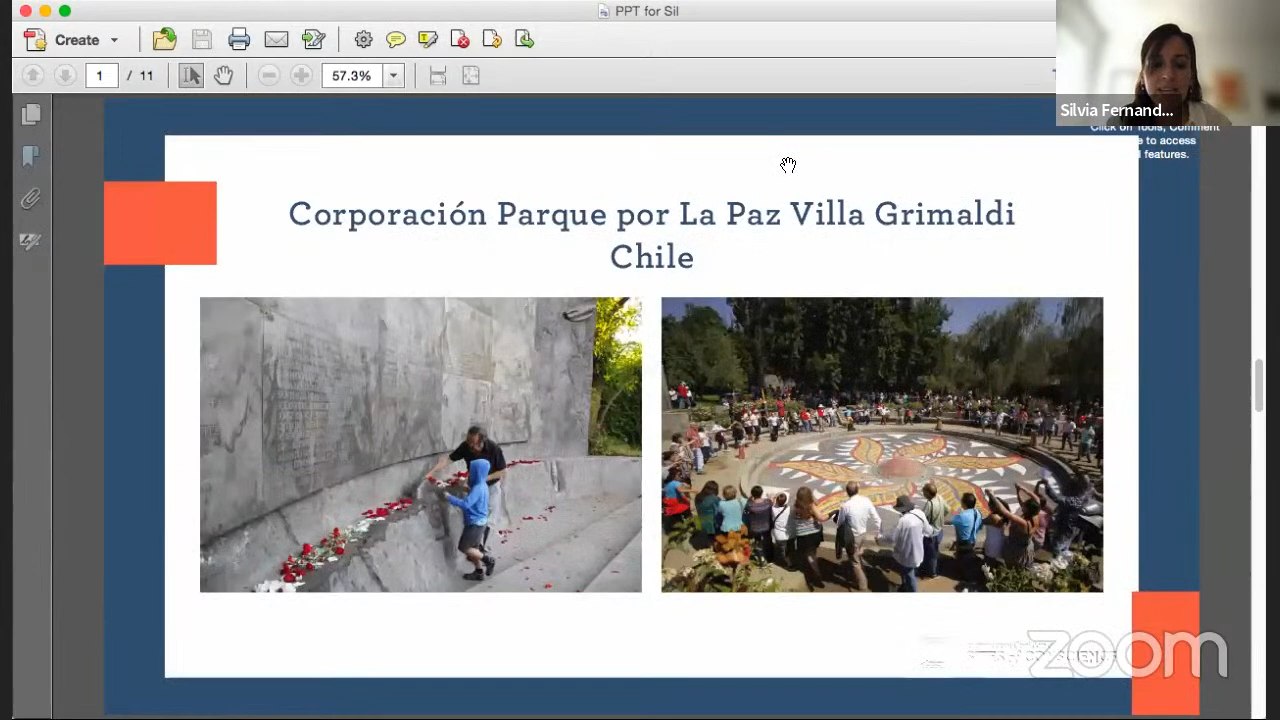 PPT for Sil
Create
1 / 11
57.3%
Silvia Fernand...
Click on Tools, Comment
to access
features.
Corporación Parque por La Paz Villa Grimaldi
Chile
zoom